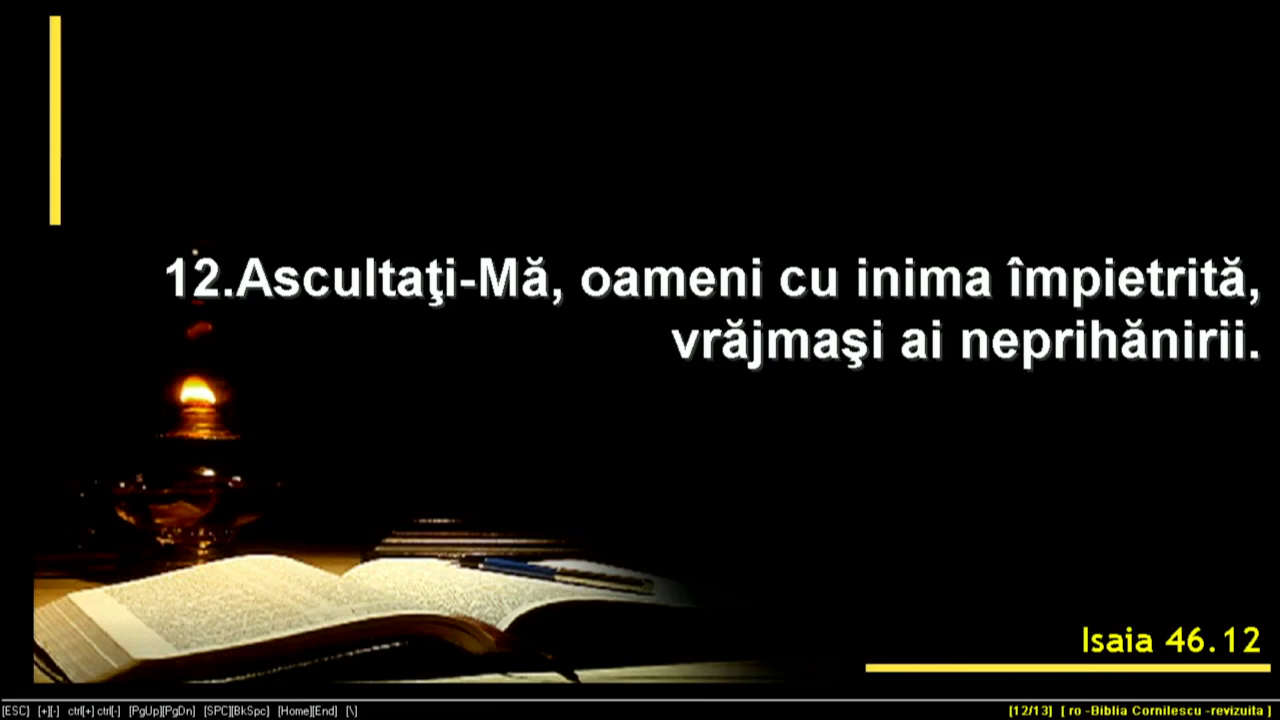 12.Ascultaţi-Mă, oameni cu inima împietrită,
vrăjmaşi ai neprihănirii.
Isaia 46.12
[ESC] [+][-] ctrl[+] ctrl[-] [PgUp][PgDn] [SPC][BkSpc] [Home][End] [\] [12/13] [ ro -Biblia Cornilescu -revizuita ]